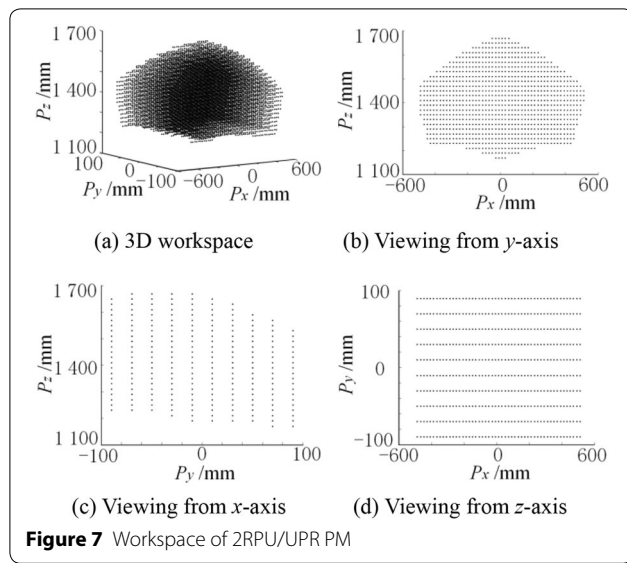 1 700
1 400
1 100
Pz /mm
100
0
-100
Py /mm
-600
0
600
Px /mm
(a) 3D workspace
1 700
1 400
1 100
Pz /mm
-600
0
600
Px /mm
(b) Viewing from y-axis
1 700
1 400
1 100
Pz /mm
-100
0
100
Py /mm
(c) Viewing from x-axis
100
0
-100
Py /mm
-600
0
600
Px /mm
(d) Viewing from z-axis
Figure 7 Workspace of 2RPU/UPR PM